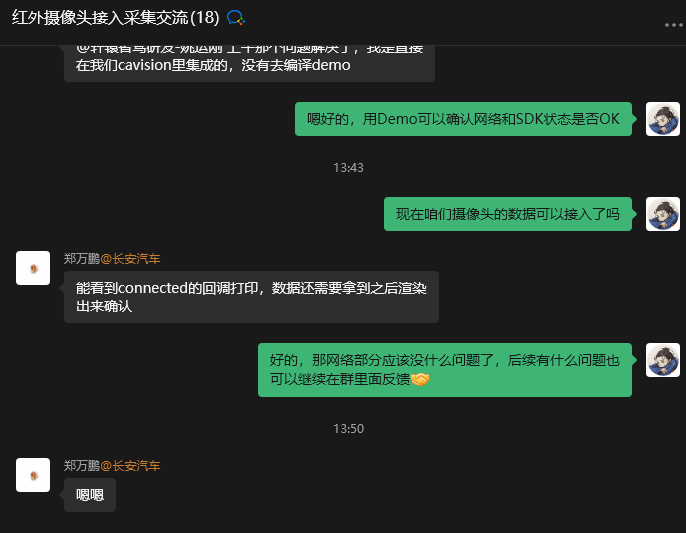 红外摄像头接入采集交流(18)
在我们cavision里集成的，没有去编译demo
嗯好的，用Demo可以确认网络和SDK状态是否OK
13:43
现在咱们摄像头的数据可以接入了吗
郑万鹏@长安汽车
能看到connected的回调打印，数据还需要拿到之后渲染
出来确认
好的，那网络部分应该没什么问题了，后续有什么问题也
可以继续在群里面反馈🤝
13:50
郑万鹏@长安汽车
嗯嗯